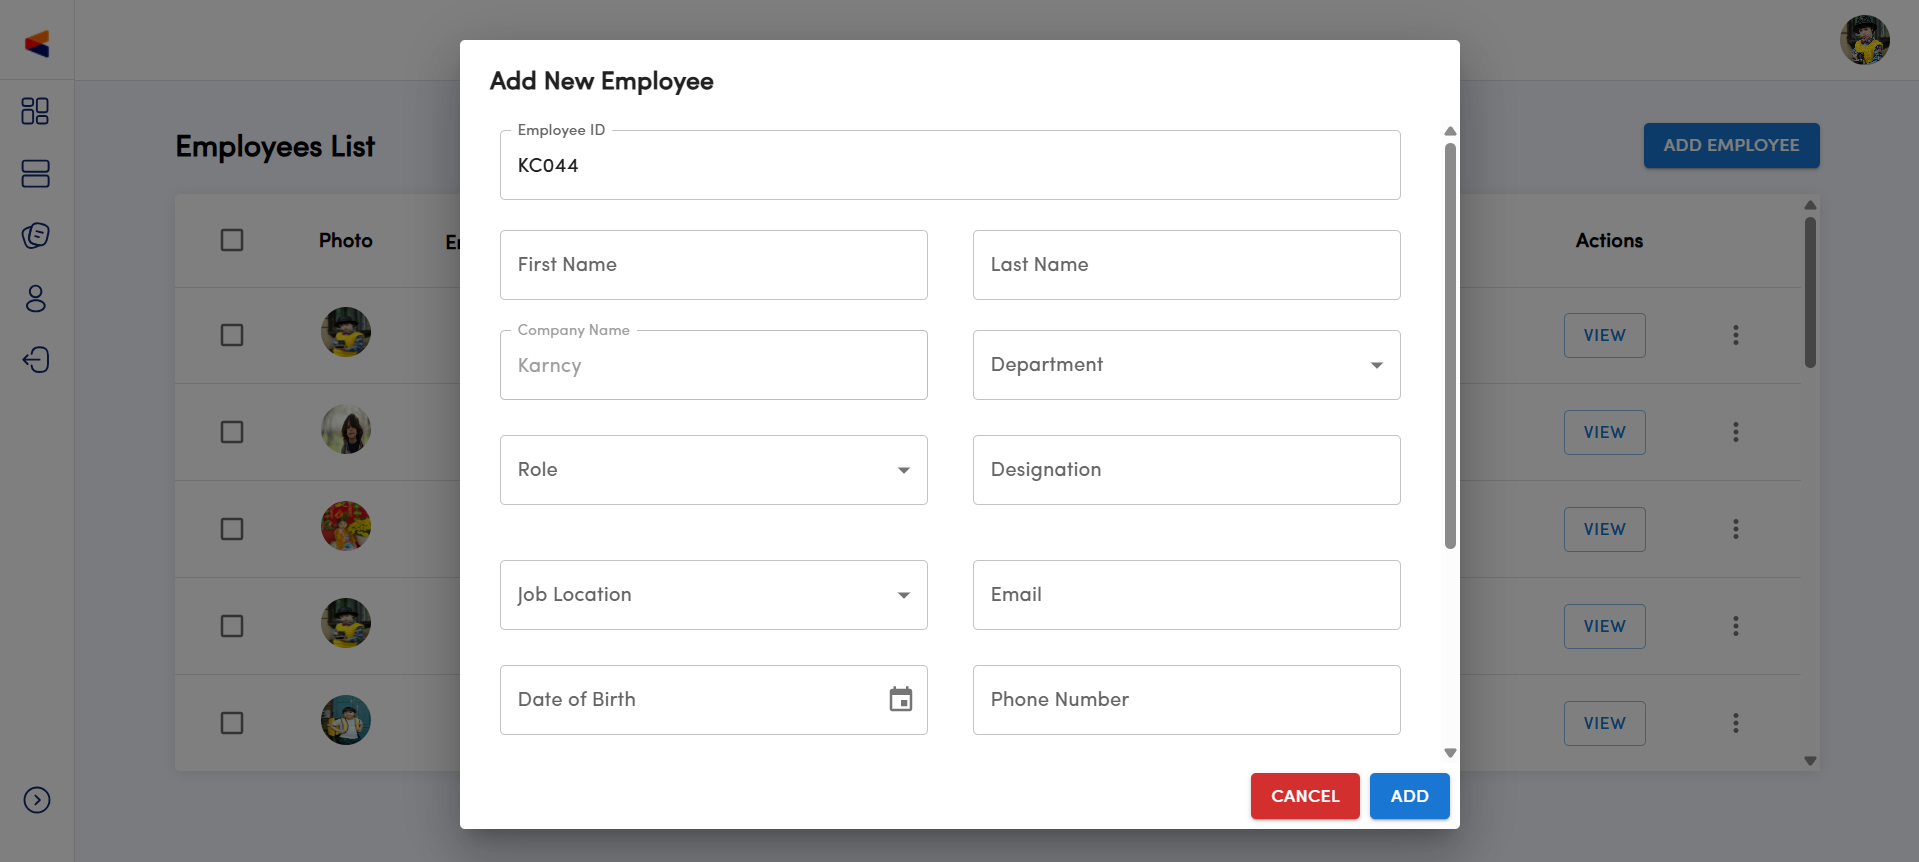 Add New Employee
Employee ID
KC044
First Name
Last Name
Company Name
Karncy
Department
Role
Designation
Job Location
Email
Date of Birth
Phone Number
CANCEL
ADD
Employees List
ADD EMPLOYEE
Photo
Actions
VIEW
VIEW
VIEW
VIEW
VIEW